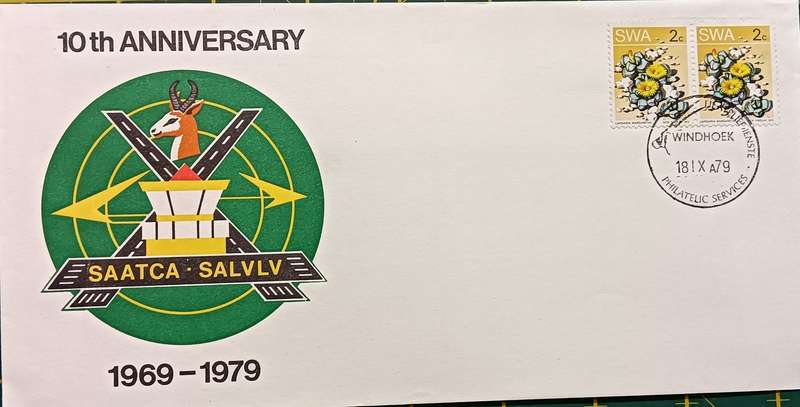 10th ANNIVERSARY
SAATCA · SALVLV
1969 – 1979
SWA 2c
SWA 2c
WINDHOEK
18 IX A79
PHILATELIC SERVICES